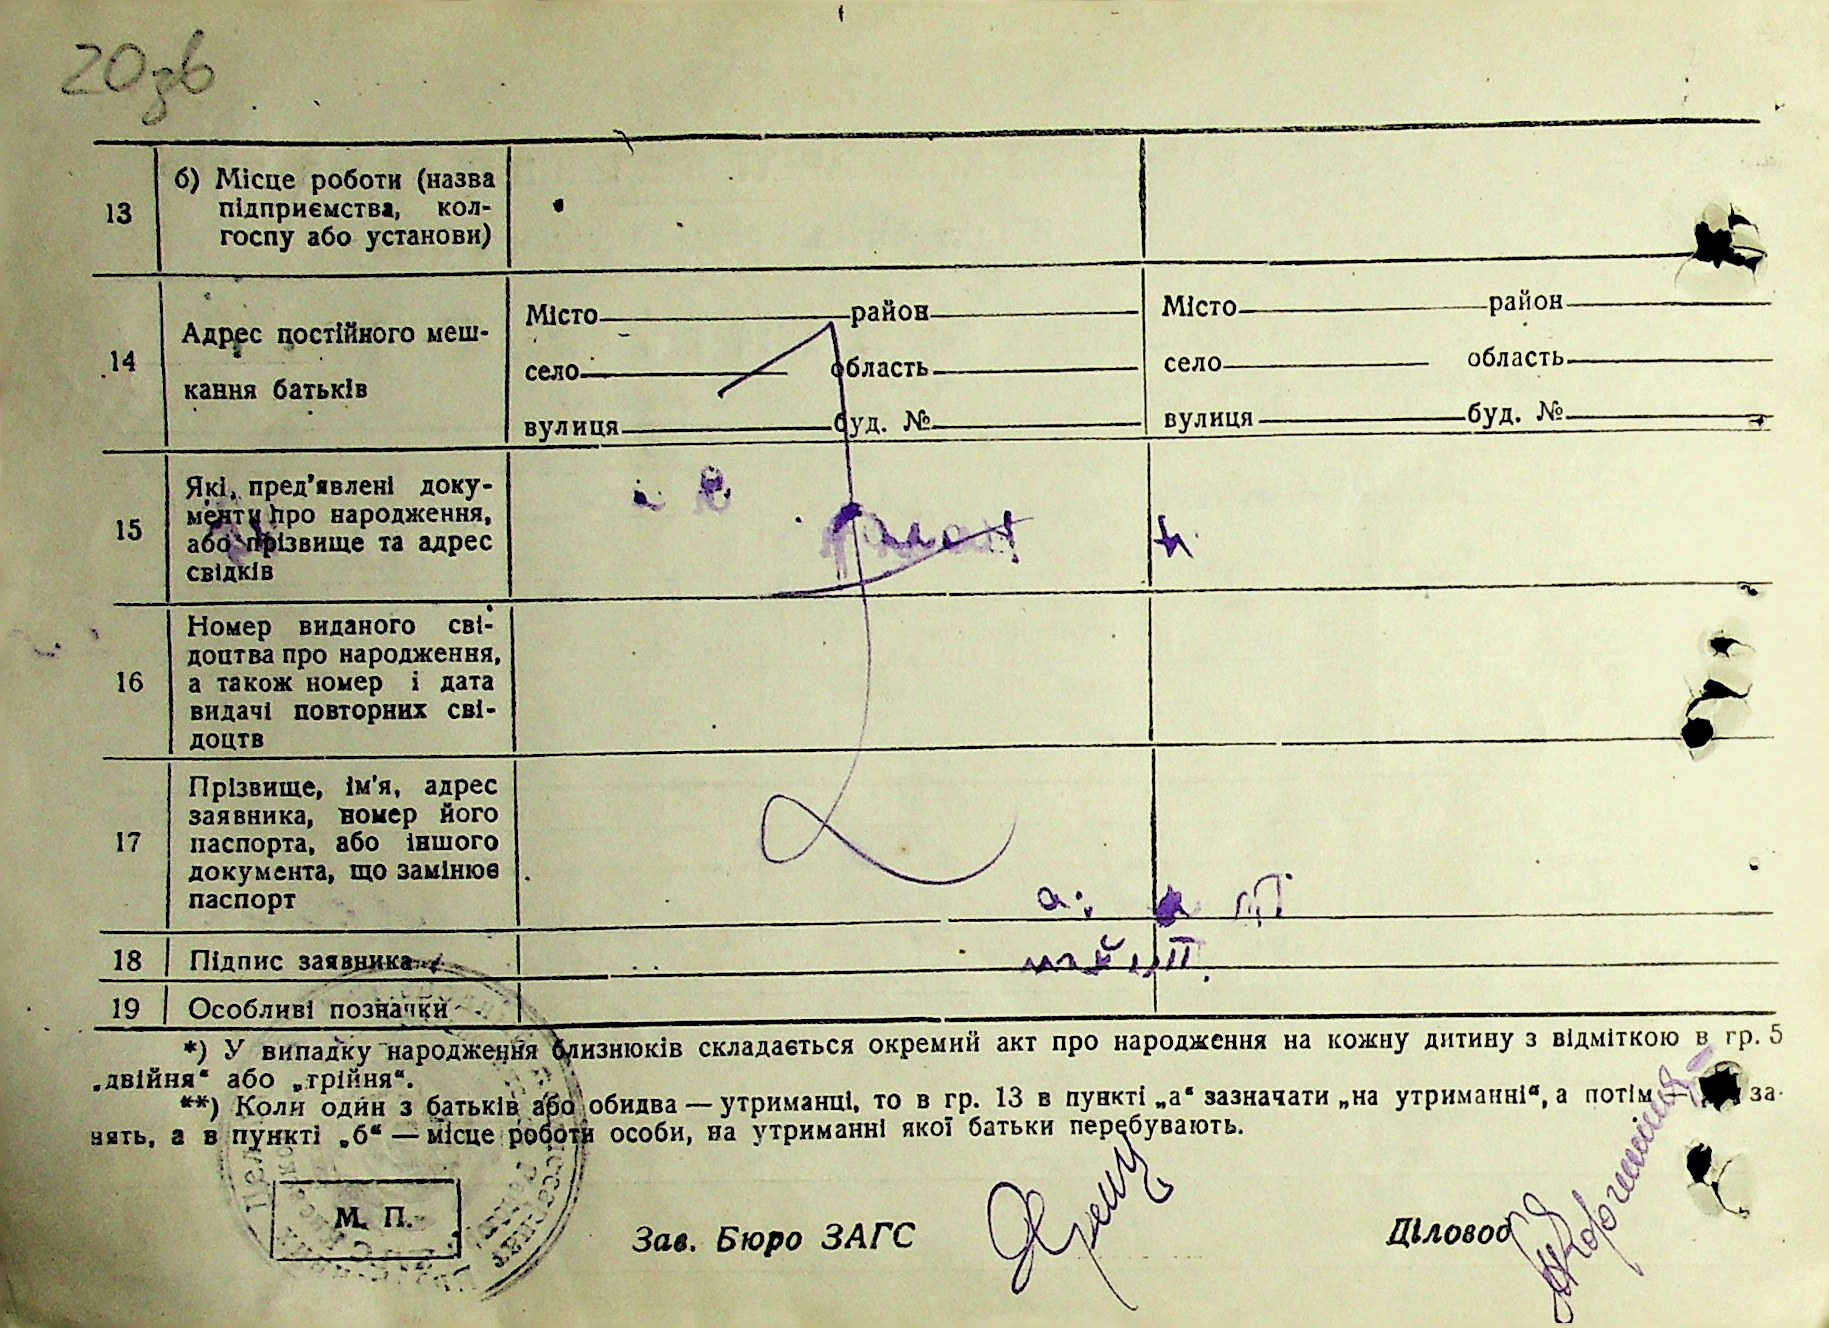 20зв
13
б) Місце роботи (назва
підприємства, кол-
госпу або установи)
14
Адрес постійного меш-
кання батьків
Місто район
село область
вулиця буд. №
Місто район
село область
вулиця буд. №
15
Які пред'явлені доку-
менти про народження,
або прізвище та адрес
свідків
16
Номер виданого сві-
доцтва про народження,
а також номер і дата
видачі повторних сві-
доцтв
17
Прізвище, ім'я, адрес
заявника, номер його
паспорта, або іншого
документа, що замінює
паспорт
18
Підпис заявника
19
Особливі позначки
*) У випадку народження близнюків складається окремий акт про народження на кожну дитину з відміткою в гр. 5
„двійня“ або „трійня“.
**) Коли один з батьків або обидва — утриманці, то в гр. 13 в пункті „а“ зазначати „на утриманні“, а потім — за-
нять, а в пункті „б“ — місце роботи особи, на утриманні якої батьки перебувають.
М. П.
Зав. Бюро ЗАГС
Діловод